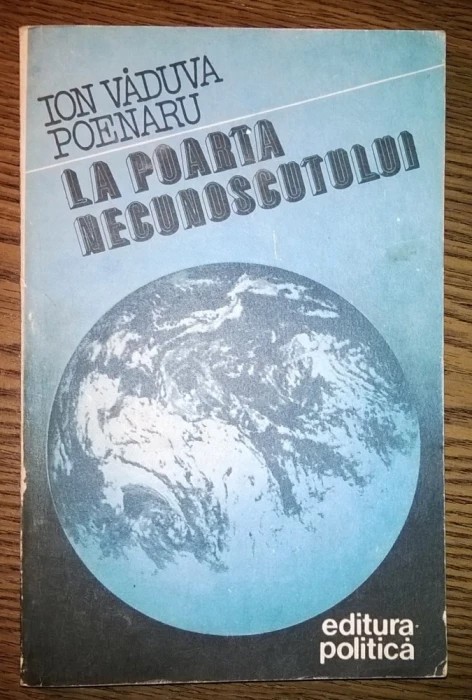 ION VĂDUVA
POENARU
LA POARTA
NECUNOSCUTULUI
editura
politică